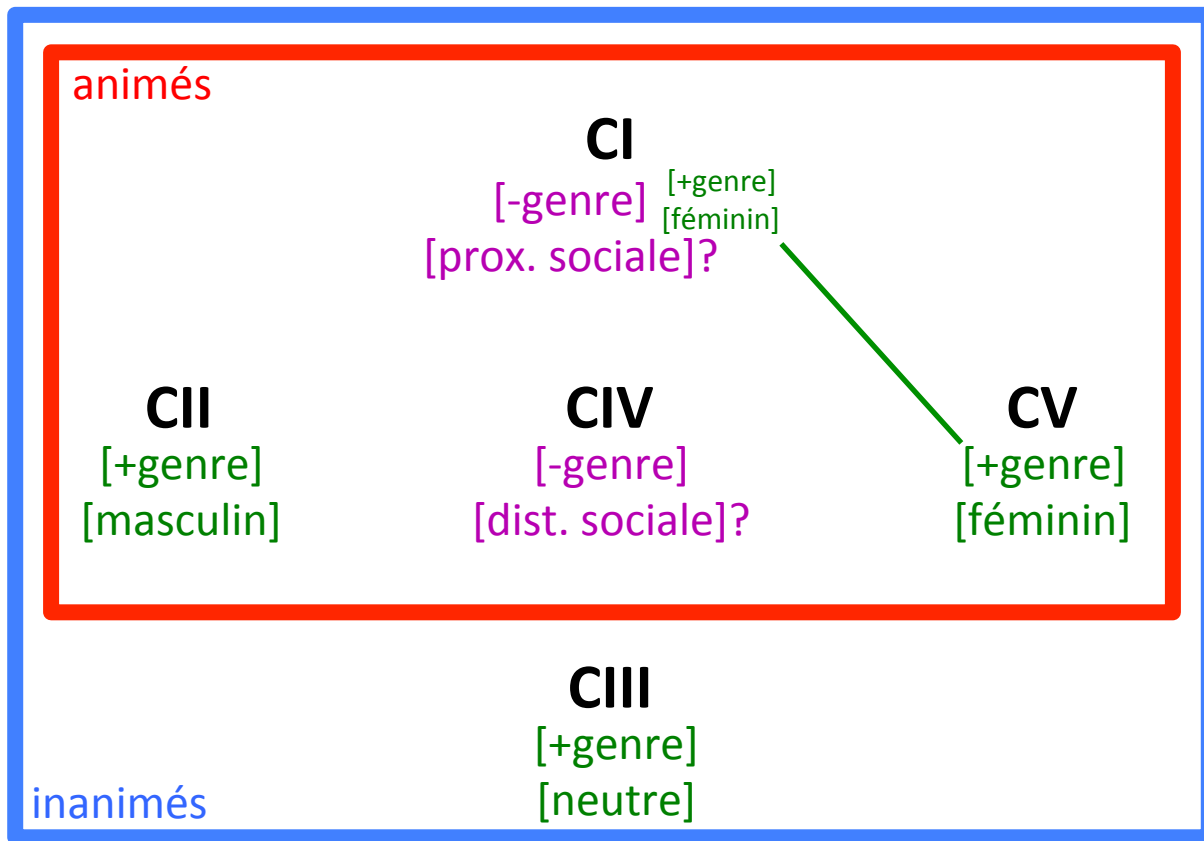 animés
CI
[-genre] [+genre]
[féminin]
[prox. sociale]?
CII CIV CV
[+genre] [-genre] [+genre]
[masculin] [dist. sociale]? [féminin]
CIII
[+genre]
[neutre]
inanimés